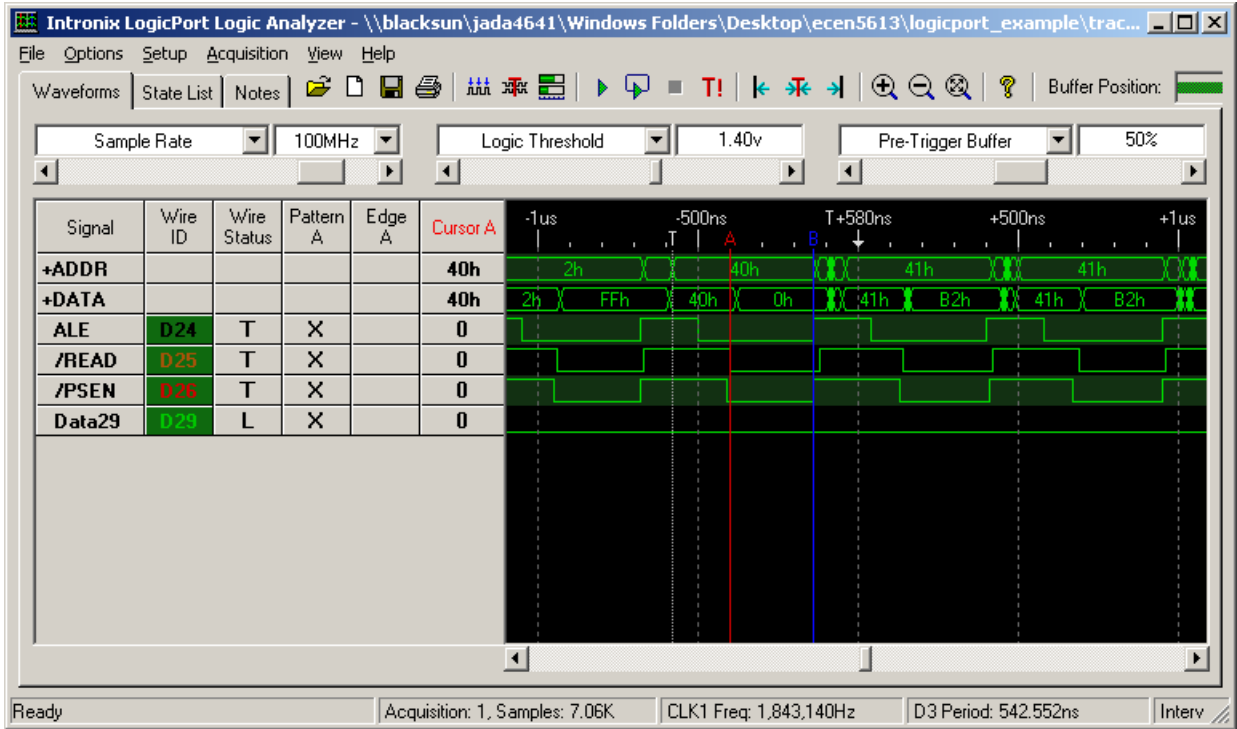 Intronix LogicPort Logic Analyzer - \\blacksun\jada4641\Windows Folders\Desktop\ecen5613\logicport_example\trac...
File Options Setup Acquisition View Help
Waveforms State List Notes T! Buffer Position:
Sample Rate 100MHz Logic Threshold 1.40v Pre-Trigger Buffer 50%
Signal Wire ID Wire Status Pattern A Edge A Cursor A -1us -500ns T+580ns +500ns +1us
T A B
+ADDR 40h 2h 40h 41h 41h
+DATA 40h 2h FFh 40h 0h 41h B2h 41h B2h
ALE D24 T X 0
/READ D25 T X 0
/PSEN D26 T X 0
Data29 D29 L X 0
Ready Acquisition: 1, Samples: 7.06K CLK1 Freq: 1,843,140Hz D3 Period: 542.552ns Interv